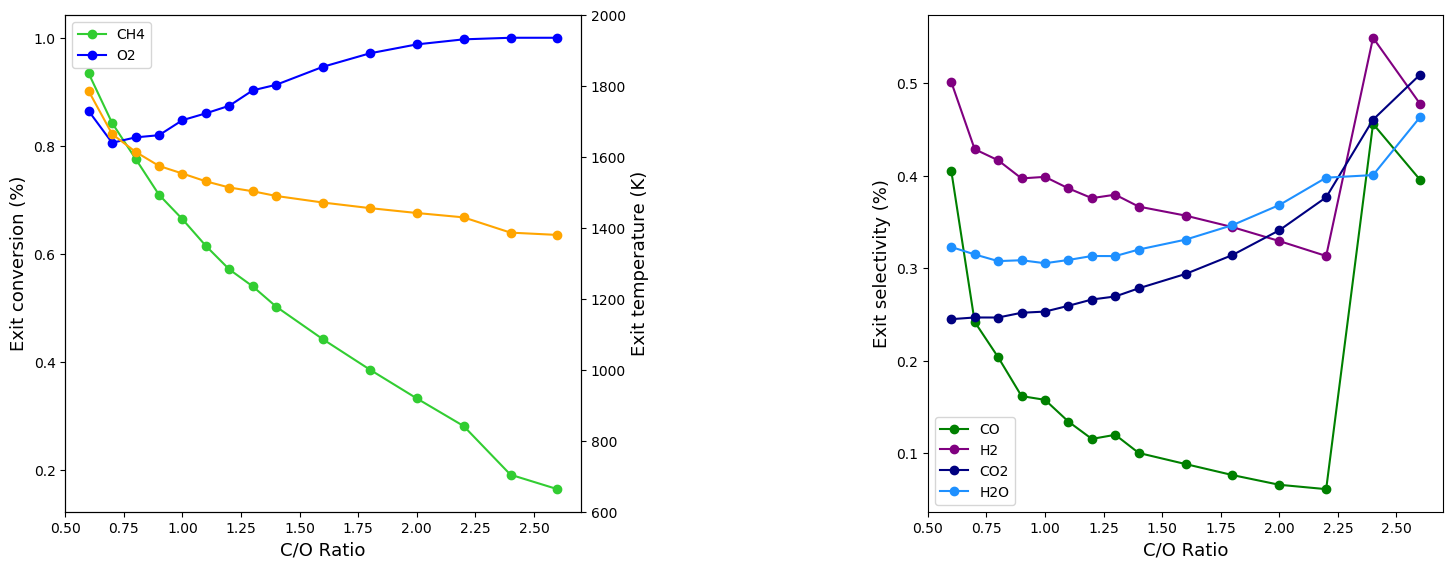 CH4
O2
1.0
0.8
0.6
0.4
0.2
Exit conversion (%)
0.50 0.75 1.00 1.25 1.50 1.75 2.00 2.25 2.50
C/O Ratio
2000
1800
1600
1400
1200
1000
800
600
Exit temperature (K)
0.5
0.4
0.3
0.2
0.1
Exit selectivity (%)
CO
H2
CO2
H2O
0.50 0.75 1.00 1.25 1.50 1.75 2.00 2.25 2.50
C/O Ratio